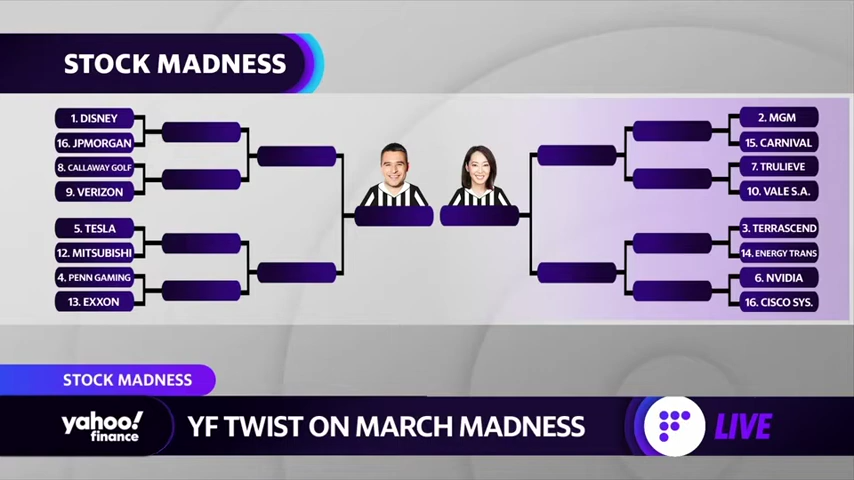 STOCK MADNESS
1. DISNEY
16. JPMORGAN
8. CALLAWAY GOLF
9. VERIZON
5. TESLA
12. MITSUBISHI
4. PENN GAMING
13. EXXON
2. MGM
15. CARNIVAL
7. TRULIEVE
10. VALE S.A.
3. TERRASCEND
14. ENERGY TRANS
6. NVIDIA
16. CISCO SYS.
STOCK MADNESS
yahoo!
finance
YF TWIST ON MARCH MADNESS
LIVE